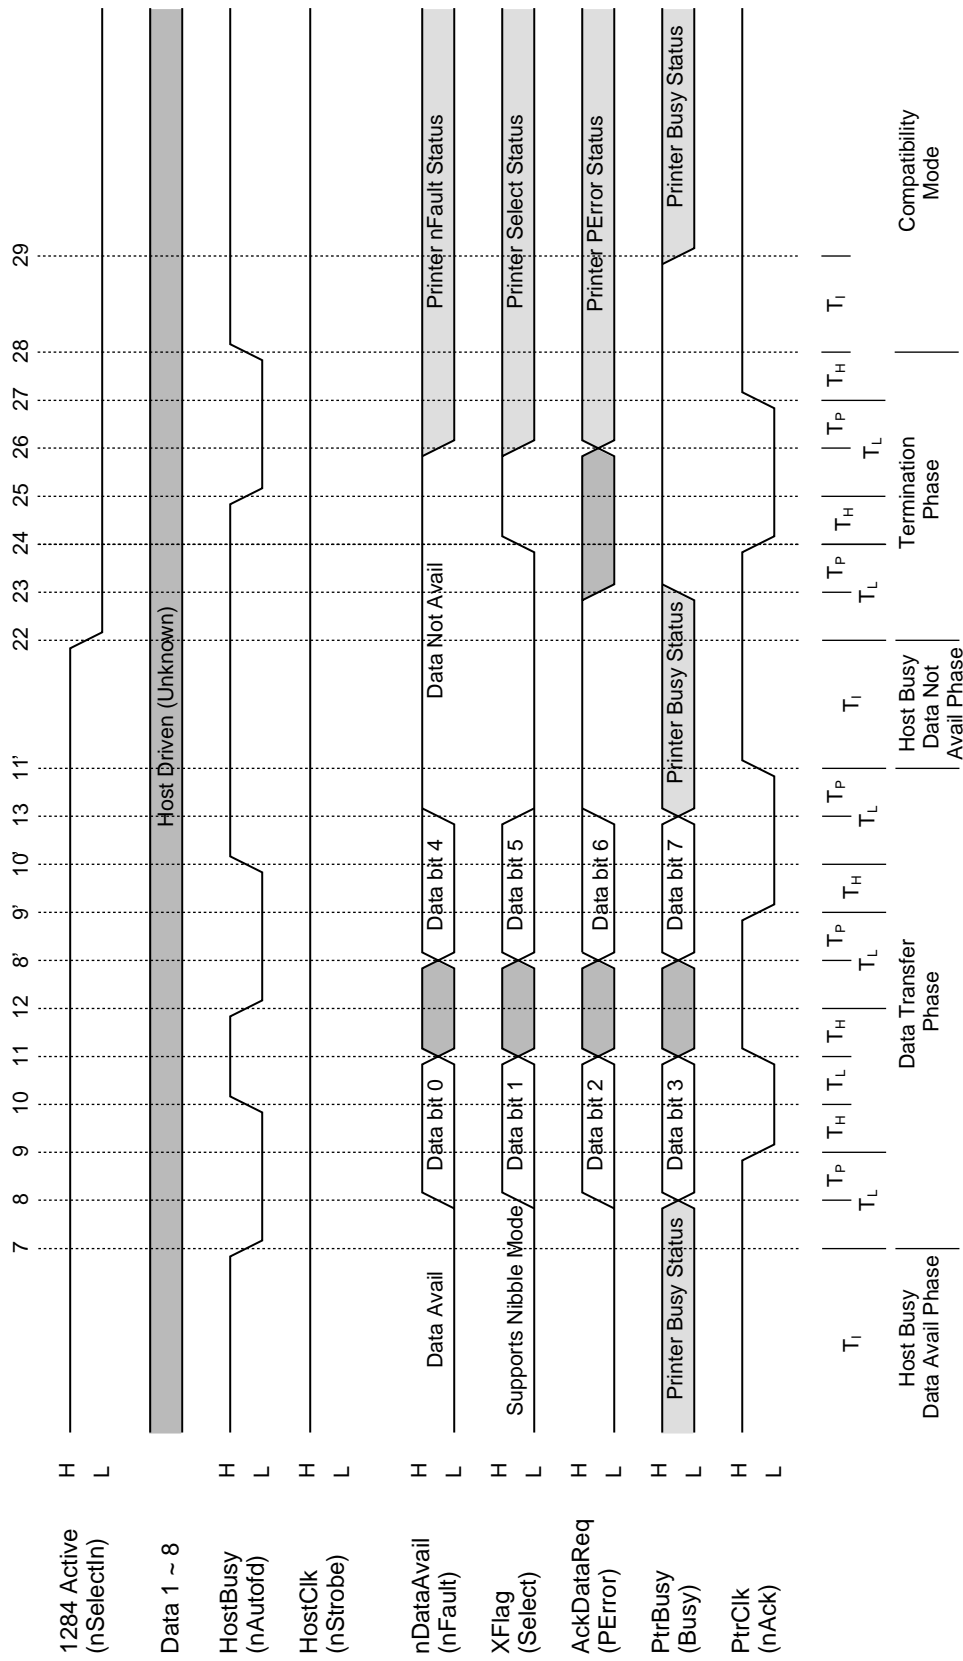 7 8 9 10 11 12 8' 9' 10' 13 11' 22 23 24 25 26 27 28 29
1284 Active
(nSelectIn)
H
L
Data 1 ~ 8
Host Driven (Unknown)
HostBusy
(nAutofd)
H
L
HostClk
(nStrobe)
H
L
nDataAvail
(nFault)
H
L
Data Avail
Data bit 0
Data bit 4
Data Not Avail
Printer nFault Status
XFlag
(Select)
H
L
Supports Nibble Mode
Data bit 1
Data bit 5
Printer Select Status
AckDataReq
(PError)
H
L
Data bit 2
Data bit 6
Printer PError Status
PtrBusy
(Busy)
H
L
Printer Busy Status
Data bit 3
Data bit 7
Printer Busy Status
Printer Busy Status
PtrClk
(nAck)
H
L
TP TH TL TH TP TH TP TP TH TP TH TI
TI TL TL TL TI TL TL
Host Busy
Data Avail Phase
Data Transfer
Phase
Host Busy
Data Not
Avail Phase
Termination
Phase
Compatibility
Mode